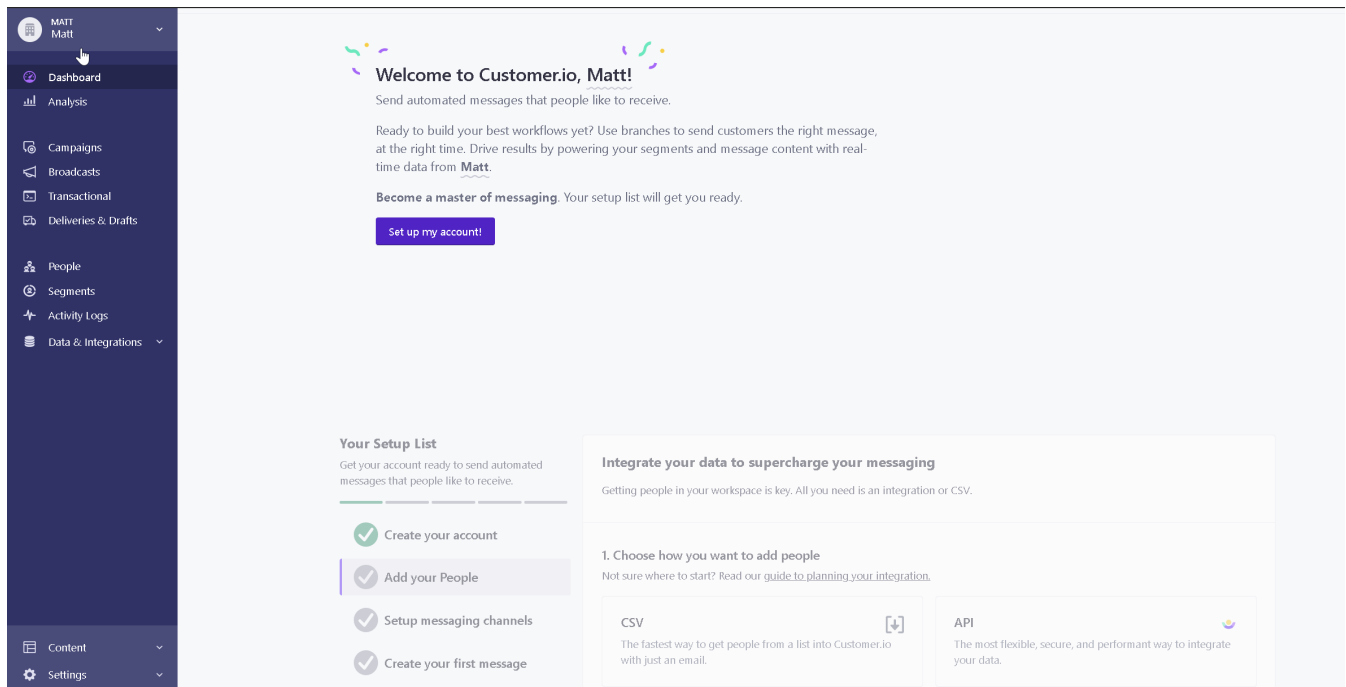 MATT
Matt
Dashboard
Analysis
Campaigns
Broadcasts
Transactional
Deliveries & Drafts
People
Segments
Activity Logs
Data & Integrations
Content
Settings
Welcome to Customer.io, Matt!
Send automated messages that people like to receive.
Ready to build your best workflows yet? Use branches to send customers the right message,
at the right time. Drive results by powering your segments and message content with real-
time data from Matt.
Become a master of messaging. Your setup list will get you ready.
Set up my account!
Your Setup List
Get your account ready to send automated
messages that people like to receive.
Create your account
Add your People
Setup messaging channels
Create your first message
Integrate your data to supercharge your messaging
Getting people in your workspace is key. All you need is an integration or CSV.
1. Choose how you want to add people
Not sure where to start? Read our guide to planning your integration.
CSV
The fastest way to get people from a list into Customer.io
with just an email.
API
The most flexible, secure, and performant way to integrate
your data.